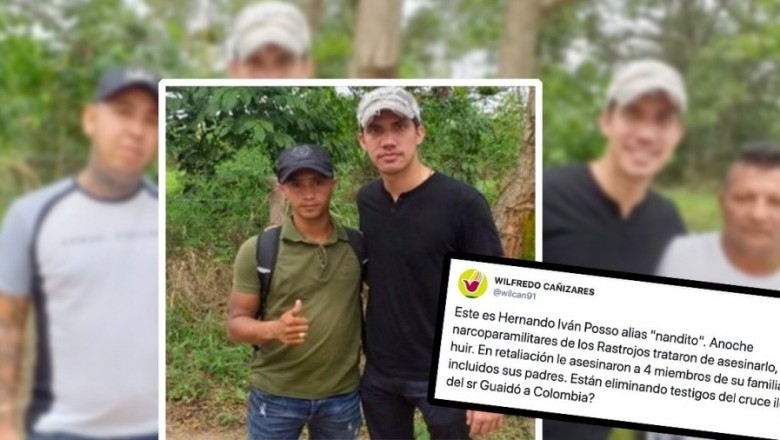 WILFREDO CAÑIZARES
@wilcan91
Este es Hernando Iván Posso alias "nandito". Anoche
narcoparamilitares de los Rastrojos trataron de asesinarlo,
huir. En retaliación le asesinaron a 4 miembros de su familia
incluidos sus padres. Están eliminando testigos del cruce il
del sr Guaidó a Colombia?